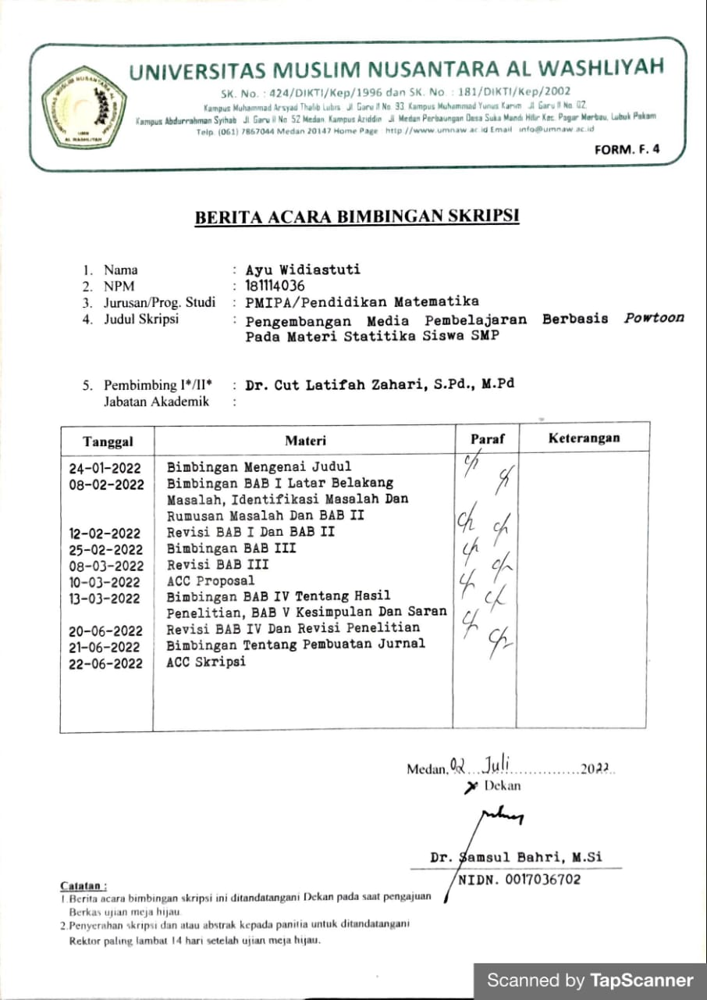 UNIVERSITAS MUSLIM NUSANTARA AL WASHLIYAH
SK. No. : 424/DIKTI/Kep/1996 dan SK. No. : 181/DIKTI/Kep/2002
Kampus Muhammad Arsyad Thalib Lubis Jl Garu II No. 93 Kampus Muhammad Yunus Karim Jl Garu II No. 02,
Kampus Abdurrahman Syihab Jl Garu II No 52 Medan, Kampus Aziddin Jl Medan Perbaungan Desa Suka Mandi Hilir Kec. Pagar Merbau, Lubuk Pakam
Telp. (061) 7867044 Medan 20147 Home Page http //www.umnaw ac id Email info@umnaw ac.id
UMN
AL WASHLIYAH
FORM. F. 4
BERITA ACARA BIMBINGAN SKRIPSI
1. Nama : Ayu Widiastuti
2. NPM : 181114036
3. Jurusan/Prog. Studi : PMIPA/Pendidikan Matematika
4. Judul Skripsi : Pengembangan Media Pembelajaran Berbasis Powtoon
Pada Materi Statitika Siswa SMP
5. Pembimbing I*/II* : Dr. Cut Latifah Zahari, S.Pd., M.Pd
Jabatan Akademik :
Tanggal Materi Paraf Keterangan
24-01-2022 Bimbingan Mengenai Judul
08-02-2022 Bimbingan BAB I Latar Belakang
Masalah, Identifikasi Masalah Dan
Rumusan Masalah Dan BAB II
12-02-2022 Revisi BAB I Dan BAB II
25-02-2022 Bimbingan BAB III
08-03-2022 Revisi BAB III
10-03-2022 ACC Proposal
13-03-2022 Bimbingan BAB IV Tentang Hasil
Penelitian, BAB V Kesimpulan Dan Saran
20-06-2022 Revisi BAB IV Dan Revisi Penelitian
21-06-2022 Bimbingan Tentang Pembuatan Jurnal
22-06-2022 ACC Skripsi
Medan, 02 Juli 2022
Dekan
Dr. Samsul Bahri, M.Si
NIDN. 0017036702
Catatan :
1.Berita acara bimbingan skripsi ini ditandatangani Dekan pada saat pengajuan
Berkas ujian meja hijau.
2.Penyerahan skripsi dan atau abstrak kepada panitia untuk ditandatangani
Rektor paling lambat 14 hari setelah ujian meja hijau.
Scanned by TapScanner